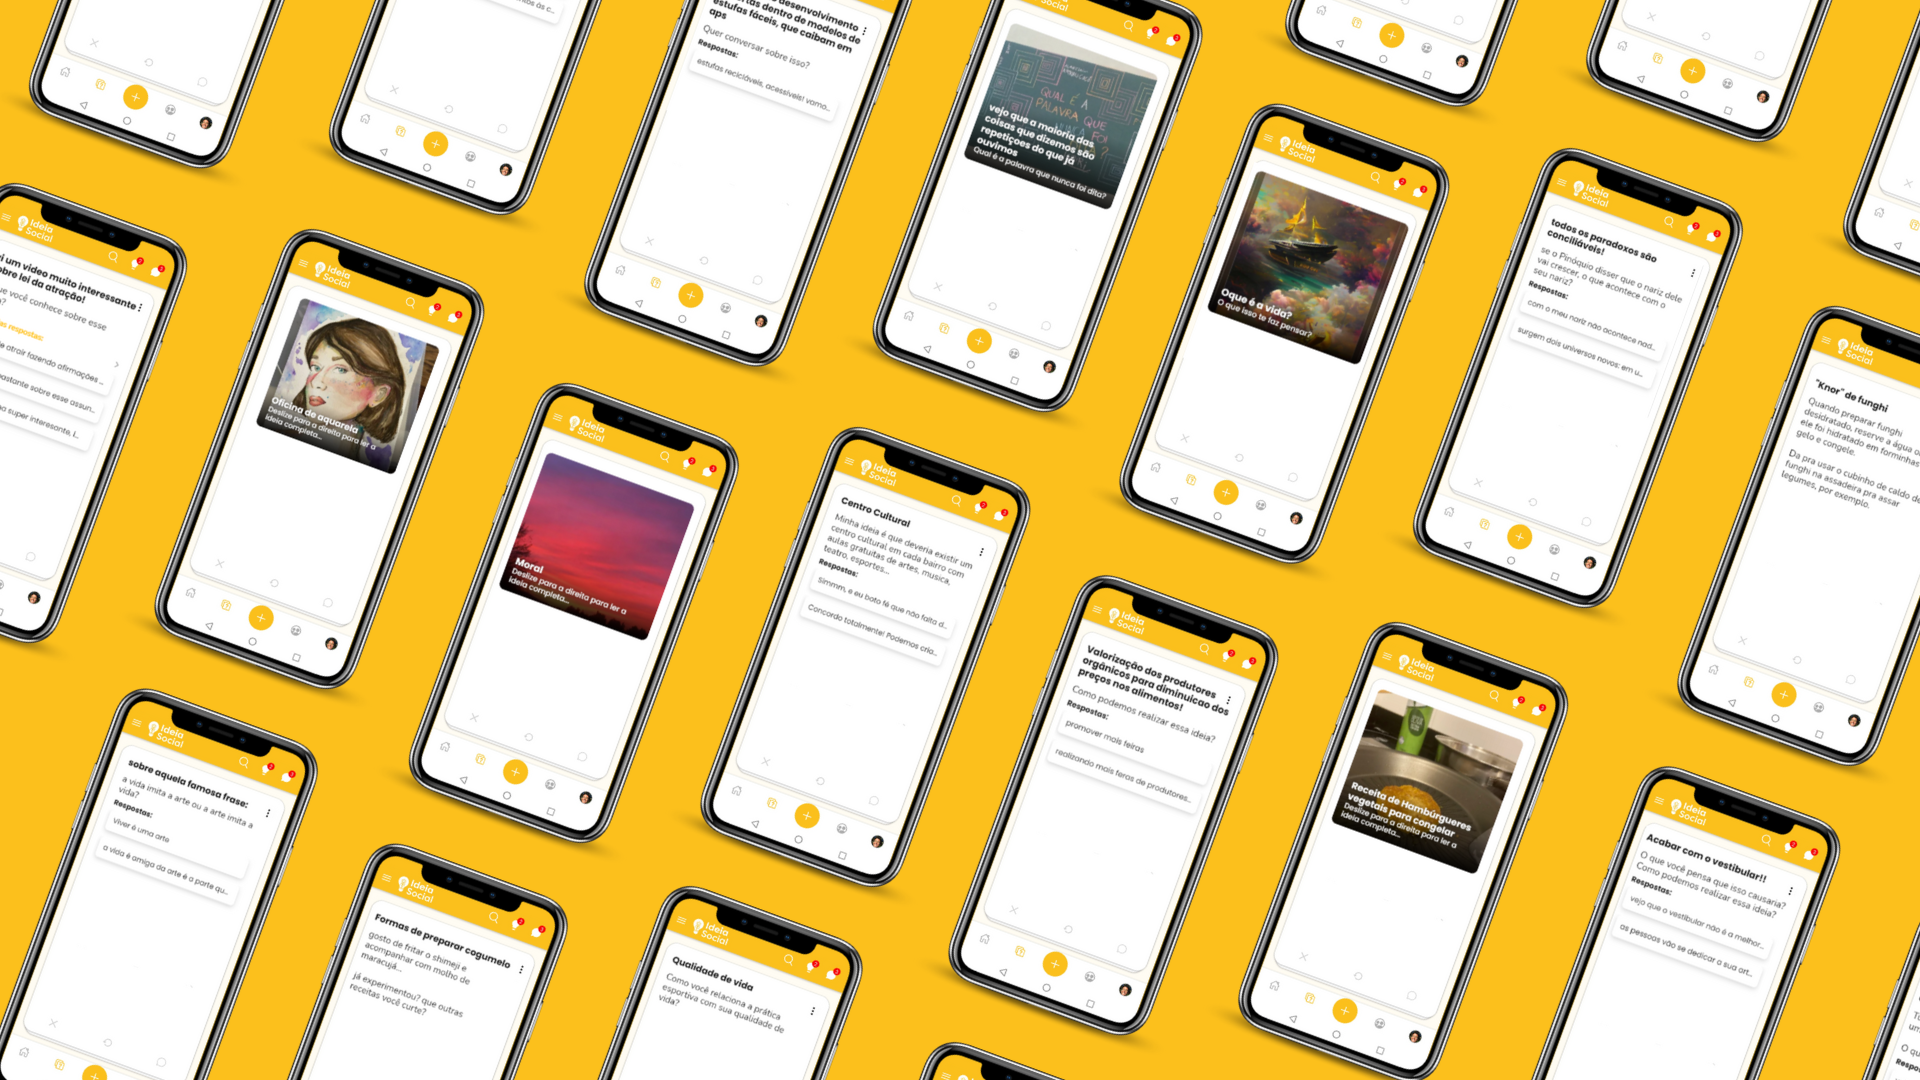 desenvolvimento
dentro de modelos de
estufas fáceis, que caibam em
aps
Quer conversar sobre isso?
Respostas:
estufas recicláveis, acessíveis! vamo...
Social
QUAL É A
PALAVRA QUE
vejo que a maioria das
coisas que dizemos são
repetiçoes do que já
ouvimos
Qual é a palavra que nunca foi dita?
Ideia
Social
Oque é a vida?
O que isso te faz pensar?
Ideia
Social
todos os paradoxos são
conciliáveis!
se o Pinóquio disser que o nariz dele
vai crescer, o que acontece com o
seu nariz?
Respostas:
com o meu nariz não acontece nad...
surgem dois universos novos: em u...
Ideia
Social
um vídeo muito interessante
lei da atração!
que você conhece sobre esse
respostas:
atrair fazendo afirmações ...
bastante sobre esse assun...
super interesante, i...
Ideia
Social
Oficina de aquarela
Deslize para a direita para ler a
ideia completa...
Ideia
Social
Moral
Deslize para a direita para ler a
ideia completa...
Ideia
Social
Centro Cultural
Minha ideia é que deveria existir um
centro cultural em cada bairro com
aulas gratuitas de artes, musica,
teatro, esportes...
Respostas:
simmm, e eu boto fé que não falta d...
Concordo totalmente! Podemos cria...
Ideia
Social
Valorização dos produtores
orgânicos para diminuicao dos
preços nos alimentos!
Como podemos realizar essa ideia?
Respostas:
promover mais feiras
realizando mais feras de produtores...
Ideia
Social
Receita de Hambúrgueres
vegetais para congelar
Deslize para a direita para ler a
ideia completa...
Ideia
Social
"Knor" de funghi
Quando preparar funghi
desidratado, reserve a água
ele foi hidratado em forminhas
gelo e congele.
Da pra usar o cubinho de caldo de
funghi na assadeira pra assar
legumes, por exemplo.
Ideia
Social
sobre aquela famosa frase:
a vida imita a arte ou a arte imita a
vida?
Respostas:
Viver é uma arte
a vida é amiga da arte é a parte qu...
Ideia
Social
Formas de preparar cogumelo
gosto de fritar o shimeji e
acompanhar com molho de
maracujá...
já experimentou? que outras
receitas você curte?
Ideia
Social
Qualidade de vida
Como você relaciona a prática
esportiva com sua qualidade de
vida?
Ideia
Social
Acabar com o vestibular!!
O que você pensa que isso causaria?
Como podemos realizar essa ideia?
Respostas:
vejo que o vestibular não é a melhor...
as pessoas vão se dedicar a sua art...
Ideia